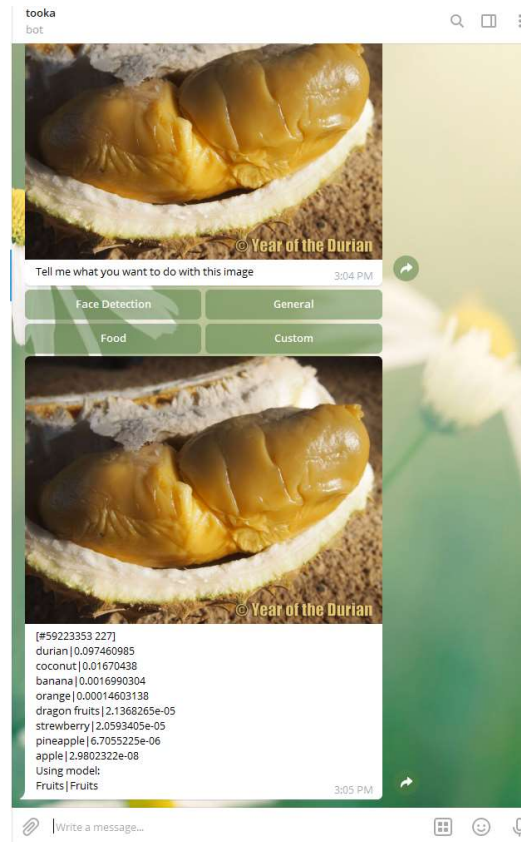 tooka
bot
© Year of the Durian
Tell me what you want to do with this image
3:04 PM
Face Detection
General
Food
Custom
© Year of the Durian
[#59223353 227]
durian|0.097460985
coconut|0.01670438
banana|0.0016990304
orange|0.00014603138
dragon fruits|2.1368265e-05
strewberry|2.0593405e-05
pineapple|6.7055225e-06
apple|2.9802322e-08
Using model:
Fruits|Fruits
3:05 PM
Write a message...